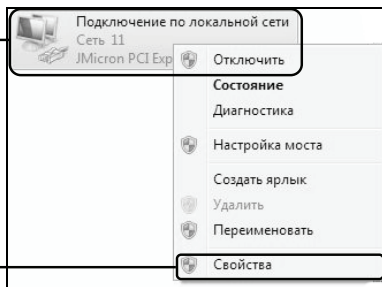 Подключение по локальной сети
Сеть 11
JMicron PCI Exp
Отключить
Состояние
Диагностика
Настройка моста
Создать ярлык
Удалить
Переименовать
Свойства